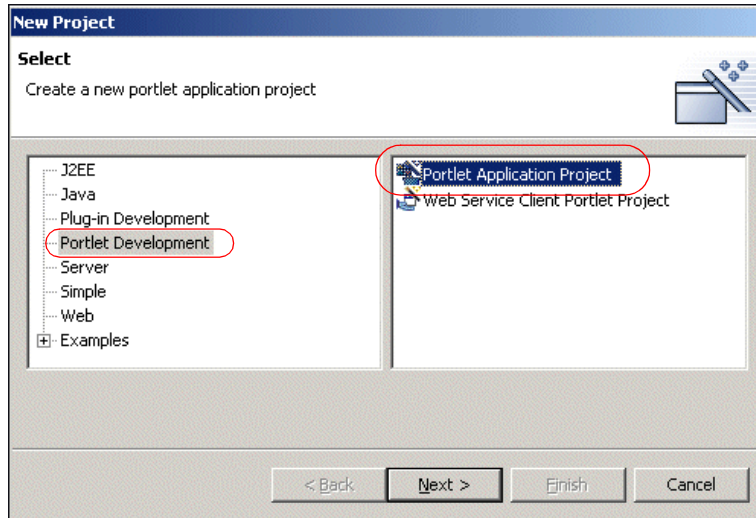 New Project
Select
Create a new portlet application project
J2EE
Java
Plug-in Development
Portlet Development
Server
Simple
Web
Examples
Portlet Application Project
Web Service Client Portlet Project
< Back
Next >
Finish
Cancel